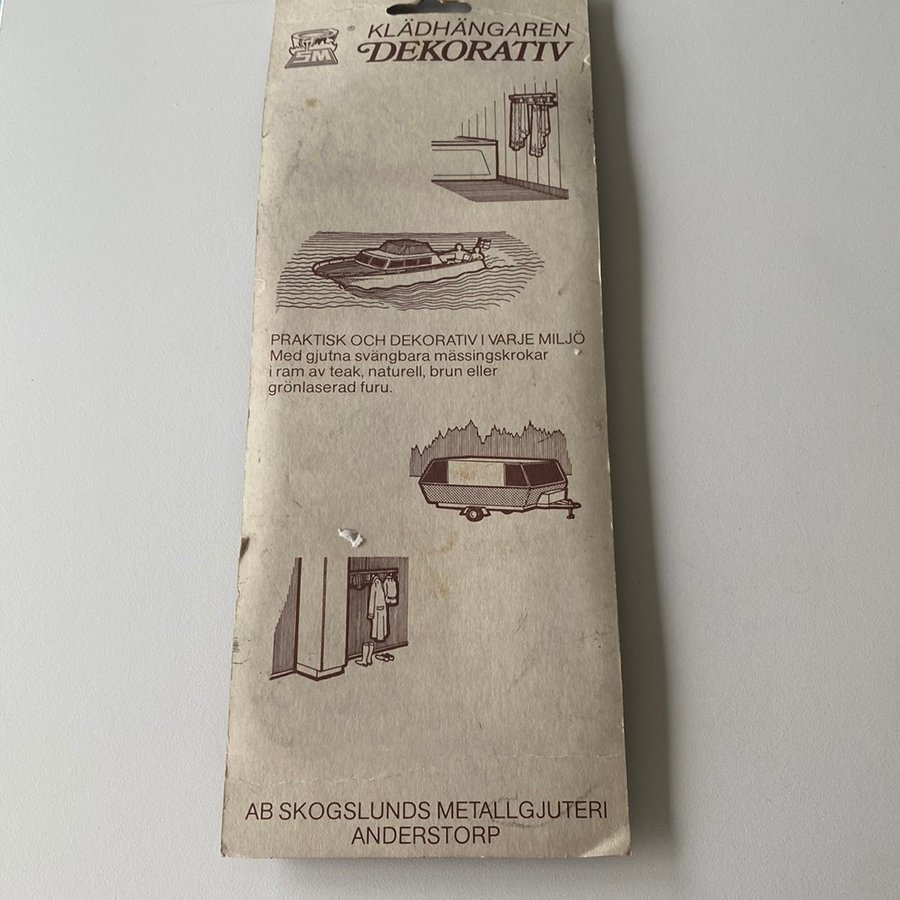 SM
®
KLÄDHÄNGAREN
DEKORATIV
PRAKTISK OCH DEKORATIV I VARJE MILJÖ
Med gjutna svängbara mässingskrokar
i ram av teak, naturell, brun eller
grönlaserad furu.
AB SKOGSLUNDS METALLGJUTERI
ANDERSTORP